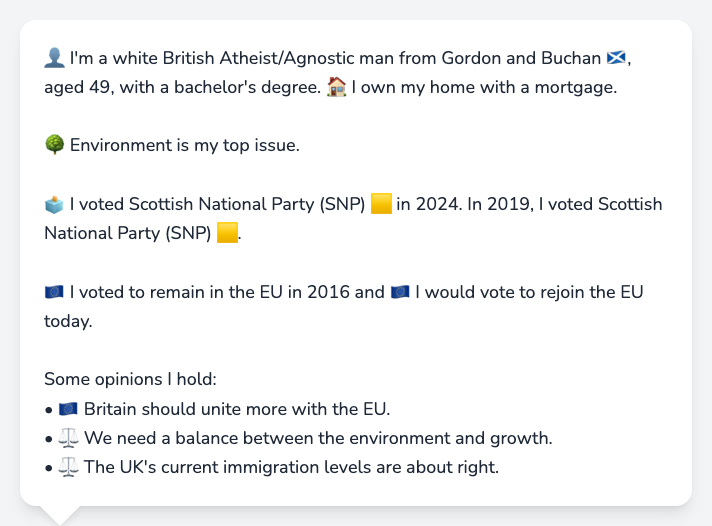 👤 I'm a white British Atheist/Agnostic man from Gordon and Buchan 🏴󠁧󠁢󠁳󠁣󠁴󠁿,
aged 49, with a bachelor's degree. 🏠 I own my home with a mortgage.
🌳 Environment is my top issue.
🗳️ I voted Scottish National Party (SNP) 🟨 in 2024. In 2019, I voted Scottish
National Party (SNP) 🟨.
🇪🇺 I voted to remain in the EU in 2016 and 🇪🇺 I would vote to rejoin the EU
today.
Some opinions I hold:
• 🇪🇺 Britain should unite more with the EU.
• ⚖️ We need a balance between the environment and growth.
• ⚖️ The UK's current immigration levels are about right.